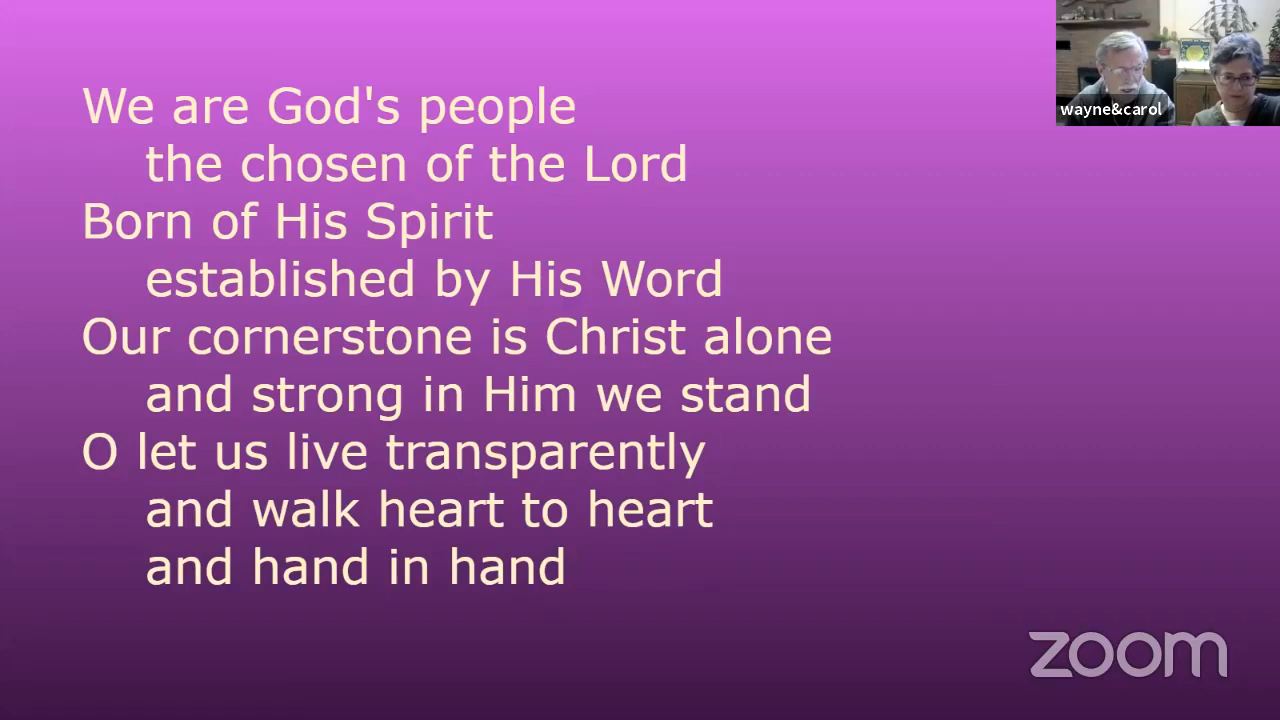 We are God's people
the chosen of the Lord
Born of His Spirit
established by His Word
Our cornerstone is Christ alone
and strong in Him we stand
O let us live transparently
and walk heart to heart
and hand in hand
wayne&carol
zoom